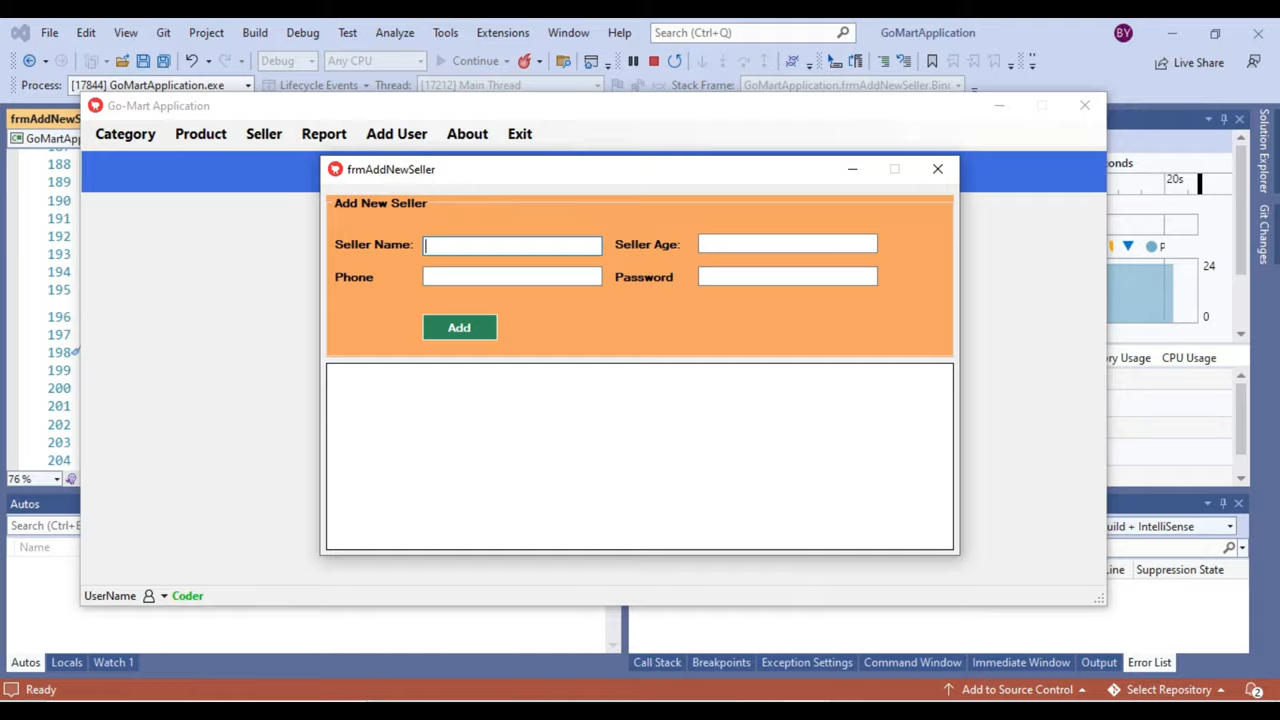 File Edit View Git Project Build Debug Test Analyze Tools Extensions Window Help Search (Ctrl+Q) GoMartApplication BY
Debug Any CPU Continue Live Share
Process: [17844] GoMartApplication.exe Lifecycle Events Thread: [17212] Main Thread Stack Frame: GoMartApplication.frmAddNewSeller.Binc
frmAddNewS
GoMartApp
Go-Mart Application
Category Product Seller Report Add User About Exit
frmAddNewSeller
Add New Seller
Seller Name: Seller Age:
Phone Password
Add
188
189
190
191
192
193
194
195
196
197
198
199
200
201
202
203
204
76 %
onds
20s
P
24
0
ry Usage CPU Usage
Solution Explorer
Git Changes
Autos
Search (Ctrl+E
Name
uild + IntelliSense
Line Suppression State
UserName Coder
Autos Locals Watch 1
Call Stack Breakpoints Exception Settings Command Window Immediate Window Output Error List
Ready
Add to Source Control Select Repository 2